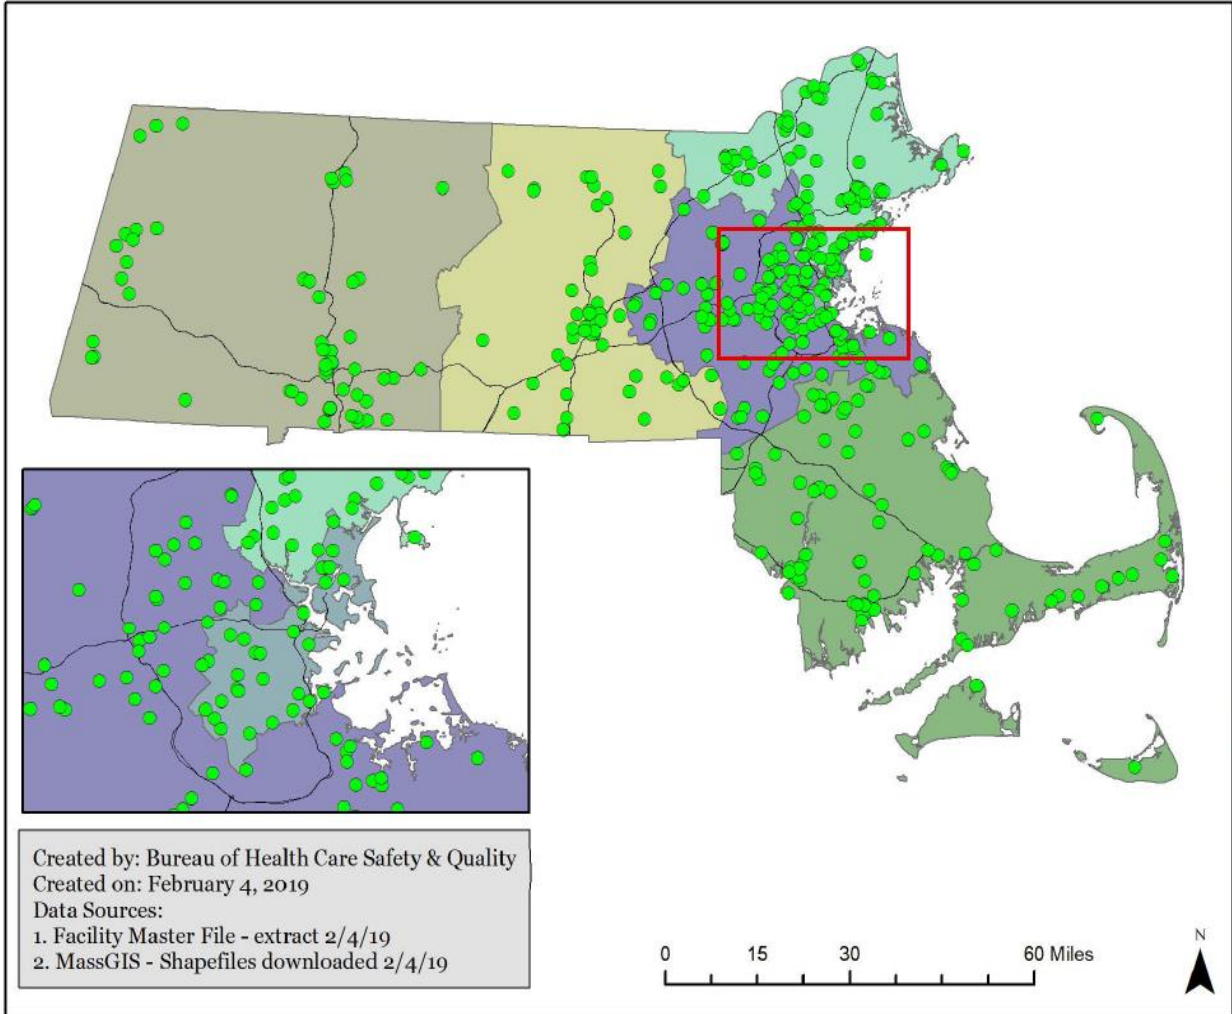 Created by: Bureau of Health Care Safety & Quality
Created on: February 4, 2019
Data Sources:
1. Facility Master File - extract 2/4/19
2. MassGIS - Shapefiles downloaded 2/4/19
0 15 30 60 Miles
N